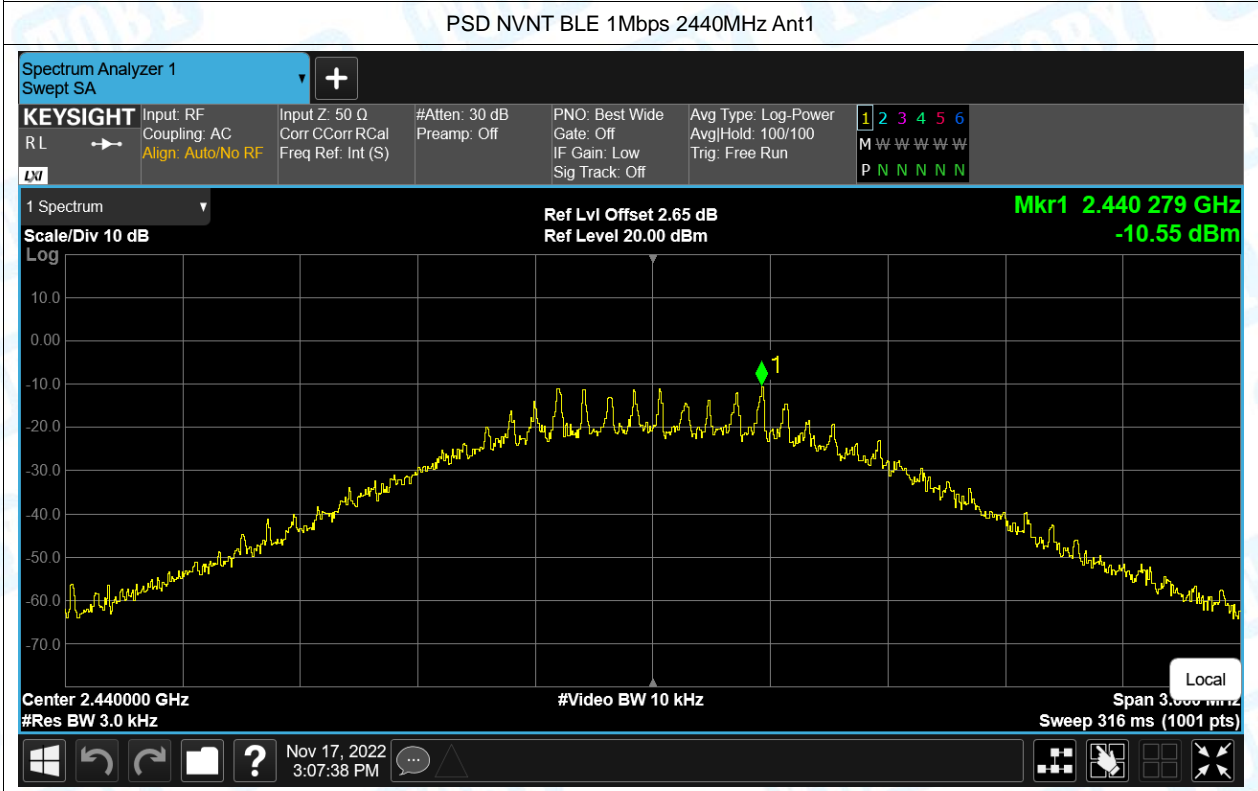 PSD NVNT BLE 1Mbps 2440MHz Ant1
Spectrum Analyzer 1
Swept SA
KEYSIGHT
R L
LXI
Input: RF
Coupling: AC
Align: Auto/No RF
Input Z: 50 Ω
Corr CCorr RCal
Freq Ref: Int (S)
#Atten: 30 dB
Preamp: Off
PNO: Best Wide
Gate: Off
IF Gain: Low
Sig Track: Off
Avg Type: Log-Power
Avg|Hold: 100/100
Trig: Free Run
1 2 3 4 5 6
M W W W W W
P N N N N N
1 Spectrum
Scale/Div 10 dB
Ref Lvl Offset 2.65 dB
Ref Level 20.00 dBm
Mkr1 2.440 279 GHz
-10.55 dBm
Log
10.0
0.00
-10.0
-20.0
-30.0
-40.0
-50.0
-60.0
-70.0
1
Local
Center 2.440000 GHz
#Video BW 10 kHz
Span 3.000 MHz
#Res BW 3.0 kHz
Sweep 316 ms (1001 pts)
?
Nov 17, 2022
3:07:38 PM